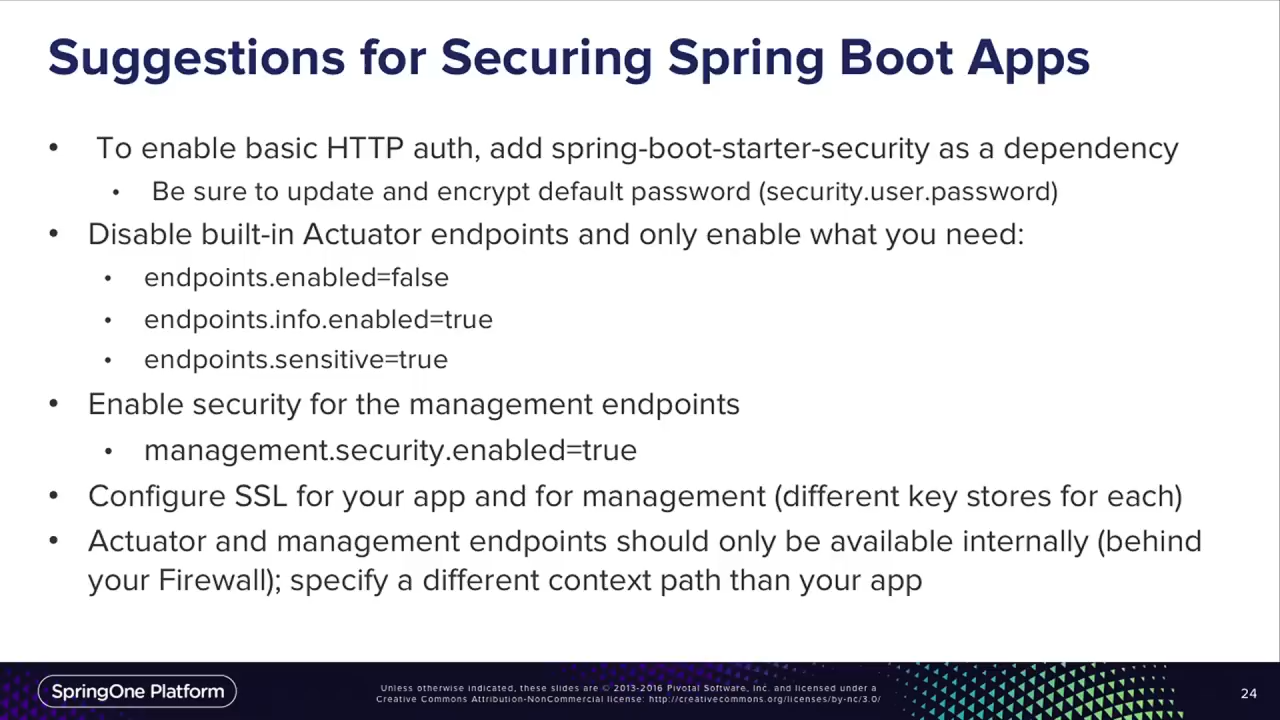 Suggestions for Securing Spring Boot Apps
• To enable basic HTTP auth, add spring-boot-starter-security as a dependency
• Be sure to update and encrypt default password (security.user.password)
• Disable built-in Actuator endpoints and only enable what you need:
• endpoints.enabled=false
• endpoints.info.enabled=true
• endpoints.sensitive=true
• Enable security for the management endpoints
• management.security.enabled=true
• Configure SSL for your app and for management (different key stores for each)
• Actuator and management endpoints should only be available internally (behind
your Firewall); specify a different context path than your app
SpringOne Platform
Unless otherwise indicated, these slides are © 2013-2016 Pivotal Software, Inc. and licensed under a
Creative Commons Attribution-NonCommercial license: http://creativecommons.org/licenses/by-nc/3.0/
24